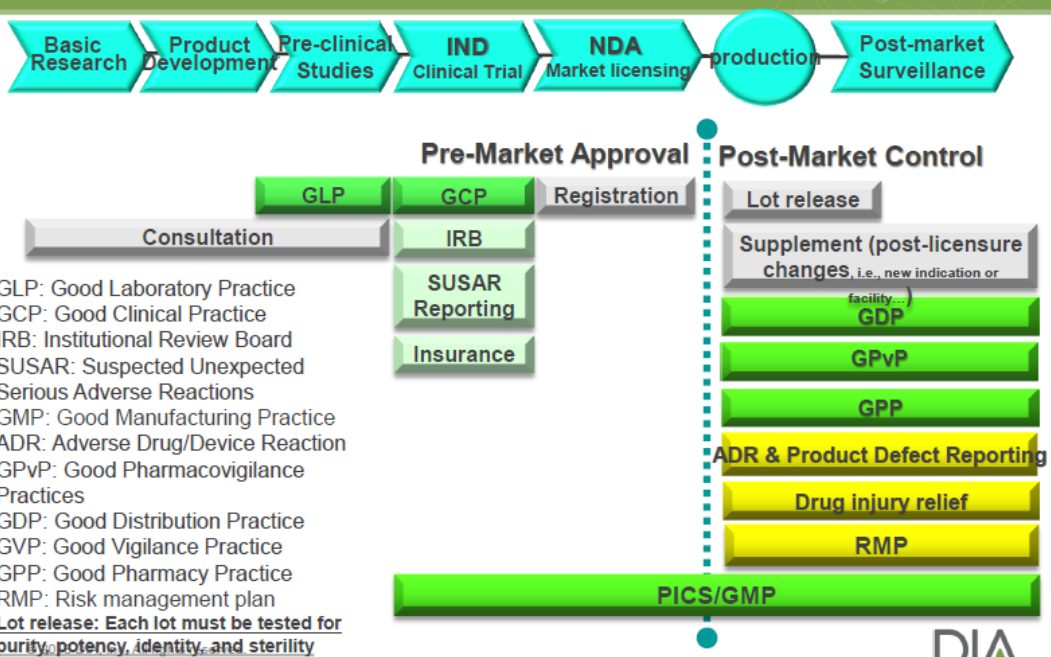 Basic
Research
Product
Development
Pre-clinical
Studies
IND
Clinical Trial
NDA
Market licensing
production
Post-market
Surveillance
Pre-Market Approval
Post-Market Control
GLP
GCP
Registration
Lot release
Consultation
IRB
Supplement (post-licensure
changes, i.e., new indication or
facility...)
SUSAR
Reporting
GDP
Insurance
GPvP
GPP
ADR & Product Defect Reporting
Drug injury relief
RMP
PICS/GMP
GLP: Good Laboratory Practice
GCP: Good Clinical Practice
IRB: Institutional Review Board
SUSAR: Suspected Unexpected
Serious Adverse Reactions
GMP: Good Manufacturing Practice
ADR: Adverse Drug/Device Reaction
GPvP: Good Pharmacovigilance
Practices
GDP: Good Distribution Practice
GVP: Good Vigilance Practice
GPP: Good Pharmacy Practice
RMP: Risk management plan
Lot release: Each lot must be tested for
purity, potency, identity, and sterility
DIA